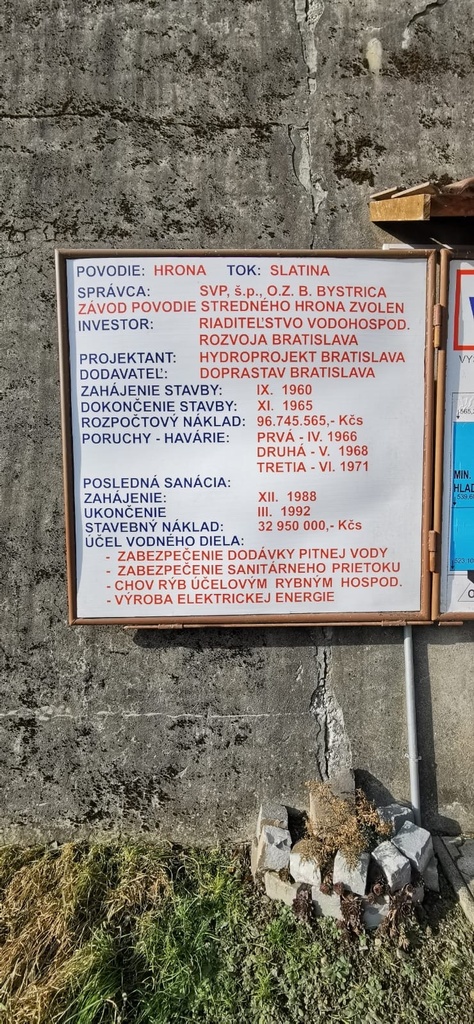 POVODIE: HRONA TOK: SLATINA
SPRÁVCA: SVP, š.p., O.Z. B. BYSTRICA
ZÁVOD POVODIE STREDNÉHO HRONA ZVOLEN
INVESTOR: RIADITEĽSTVO VODOHOSPOD.
ROZVOJA BRATISLAVA
PROJEKTANT: HYDROPROJEKT BRATISLAVA
DODÁVATEĽ: DOPRASTAV BRATISLAVA
ZAHÁJENIE STAVBY: IX. 1960
DOKONČENIE STAVBY: XI. 1965
ROZPOČTOVÝ NÁKLAD: 96.745.565,- Kčs
PORUCHY - HAVÁRIE: PRVÁ - IV. 1966
DRUHÁ - V. 1968
TRETIA - VI. 1971
POSLEDNÁ SANÁCIA:
ZAHÁJENIE: XII. 1988
UKONČENIE III. 1992
STAVEBNÝ NÁKLAD: 32 950 000,- Kčs
ÚČEL VODNÉHO DIELA:
- ZABEZPEČENIE DODÁVKY PITNEJ VODY
- ZABEZPEČENIE SANITÁRNEHO PRIETOKU
- CHOV RÝB ÚČELOVÝM RYBNÝM HOSPOD.
- VÝROBA ELEKTRICKEJ ENERGIE
MIN.
HLAD